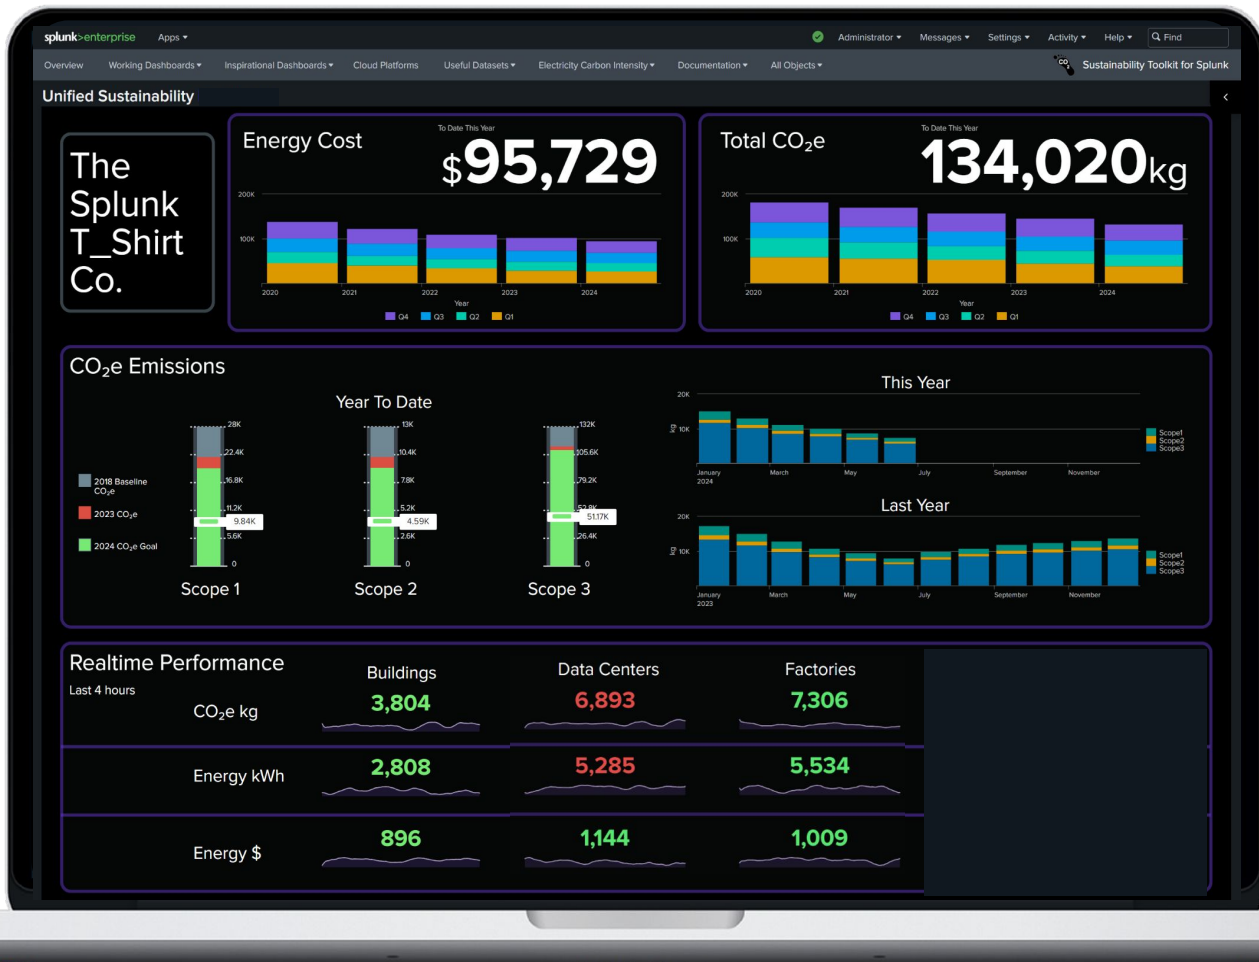 splunk>enterprise Apps Administrator Messages Settings Activity Help Find
Overview Working Dashboards Inspirational Dashboards Cloud Platforms Useful Datasets Electricity Carbon Intensity Documentation All Objects CO2 Sustainability Toolkit for Splunk
Unified Sustainability
The
Splunk
T_Shirt
Co.
Energy Cost
To Date This Year
$95,729
200K
100K
2020 2021 2022 2023 2024
Year
Q4 Q3 Q2 Q1
Total CO₂e
To Date This Year
134,020kg
200K
100K
2020 2021 2022 2023 2024
Year
Q4 Q3 Q2 Q1
CO₂e Emissions
Year To Date
2018 Baseline
CO₂e
2023 CO₂e
2024 CO₂e Goal
28K
22.4K
16.8K
11.2K
9.84K
5.6K
0
Scope 1
13K
10.4K
7.8K
5.2K
4.59K
2.6K
0
Scope 2
132K
105.6K
79.2K
52.8K
51.17K
26.4K
0
Scope 3
This Year
20K
10K
kg
January March May July September November
2024
Scope1
Scope2
Scope3
Last Year
20K
10K
kg
January March May July September November
2023
Scope1
Scope2
Scope3
Realtime Performance
Last 4 hours
Buildings Data Centers Factories
CO₂e kg 3,804 6,893 7,306
Energy kWh 2,808 5,285 5,534
Energy $ 896 1,144 1,009